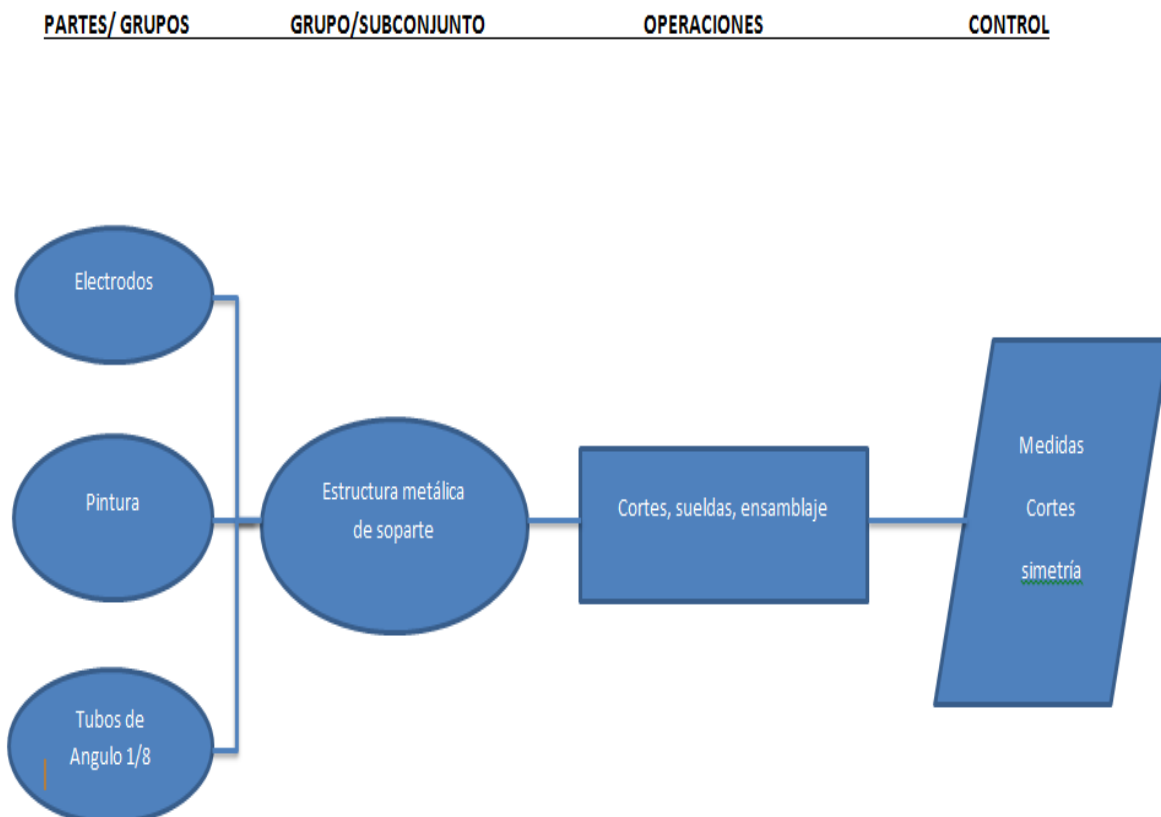 PARTES/ GRUPOS GRUPO/SUBCONJUNTO OPERACIONES CONTROL
Electrodos
Pintura
Tubos de
Angulo 1/8
Estructura metálica
de soparte
Cortes, sueldas, ensamblaje
Medidas
Cortes
simetría